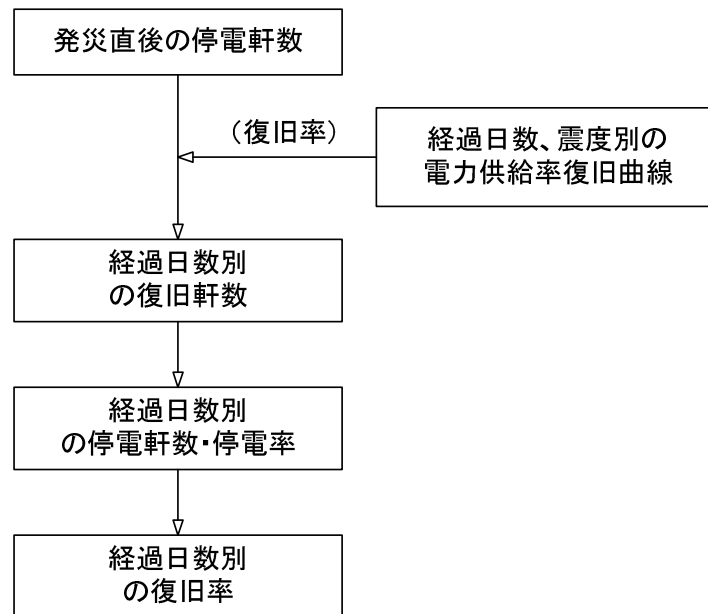 発災直後の停電軒数
（復旧率）
経過日数、震度別の
電力供給率復旧曲線
経過日数別
の復旧軒数
経過日数別
の停電軒数・停電率
経過日数別
の復旧率